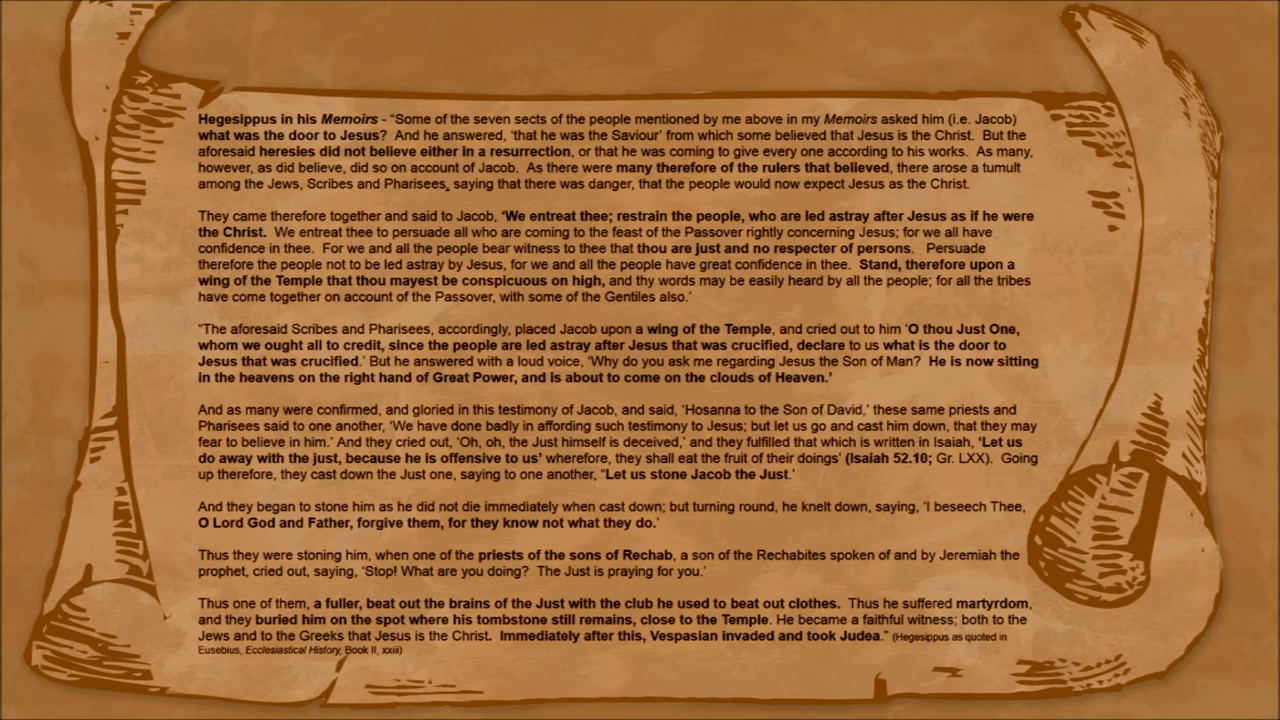 Hegesippus in his Memoirs - "Some of the seven sects of the people mentioned by me above in my Memoirs asked him (i.e. Jacob)
what was the door to Jesus?  And he answered, 'that he was the Saviour' from which some believed that Jesus is the Christ.  But the
aforesaid heresies did not believe either in a resurrection, or that he was coming to give every one according to his works.  As many,
however, as did believe, did so on account of Jacob.  As there were many therefore of the rulers that believed, there arose a tumult
among the Jews, Scribes and Pharisees, saying that there was danger, that the people would now expect Jesus as the Christ.
They came therefore together and said to Jacob, 'We entreat thee; restrain the people, who are led astray after Jesus as if he were
the Christ.  We entreat thee to persuade all who are coming to the feast of the Passover rightly concerning Jesus; for we all have
confidence in thee.  For we and all the people bear witness to thee that thou are just and no respecter of persons.   Persuade
therefore the people not to be led astray by Jesus, for we and all the people have great confidence in thee.  Stand, therefore upon a
wing of the Temple that thou mayest be conspicuous on high, and thy words may be easily heard by all the people; for all the tribes
have come together on account of the Passover, with some of the Gentiles also.'
"The aforesaid Scribes and Pharisees, accordingly, placed Jacob upon a wing of the Temple, and cried out to him 'O thou Just One,
whom we ought all to credit, since the people are led astray after Jesus that was crucified, declare to us what is the door to
Jesus that was crucified.' But he answered with a loud voice, 'Why do you ask me regarding Jesus the Son of Man?  He is now sitting
in the heavens on the right hand of Great Power, and is about to come on the clouds of Heaven.'
And as many were confirmed, and gloried in this testimony of Jacob, and said, 'Hosanna to the Son of David,' these same priests and
Pharisees said to one another, 'We have done badly in affording such testimony to Jesus; but let us go and cast him down, that they may
fear to believe in him.' And they cried out, 'Oh, oh, the Just himself is deceived,' and they fulfilled that which is written in Isaiah, 'Let us
do away with the just, because he is offensive to us' wherefore, they shall eat the fruit of their doings' (Isaiah 52.10; Gr. LXX).  Going
up therefore, they cast down the Just one, saying to one another, "Let us stone Jacob the Just.'
And they began to stone him as he did not die immediately when cast down; but turning round, he knelt down, saying, 'I beseech Thee,
O Lord God and Father, forgive them, for they know not what they do.'
Thus they were stoning him, when one of the priests of the sons of Rechab, a son of the Rechabites spoken of and by Jeremiah the
prophet, cried out, saying, 'Stop! What are you doing?  The Just is praying for you.'
Thus one of them, a fuller, beat out the brains of the Just with the club he used to beat out clothes.  Thus he suffered martyrdom,
and they buried him on the spot where his tombstone still remains, close to the Temple. He became a faithful witness; both to the
Jews and to the Greeks that Jesus is the Christ.  Immediately after this, Vespasian invaded and took Judea." (Hegesippus as quoted in
Eusebius, Ecclesiastical History, Book II, xxiii)